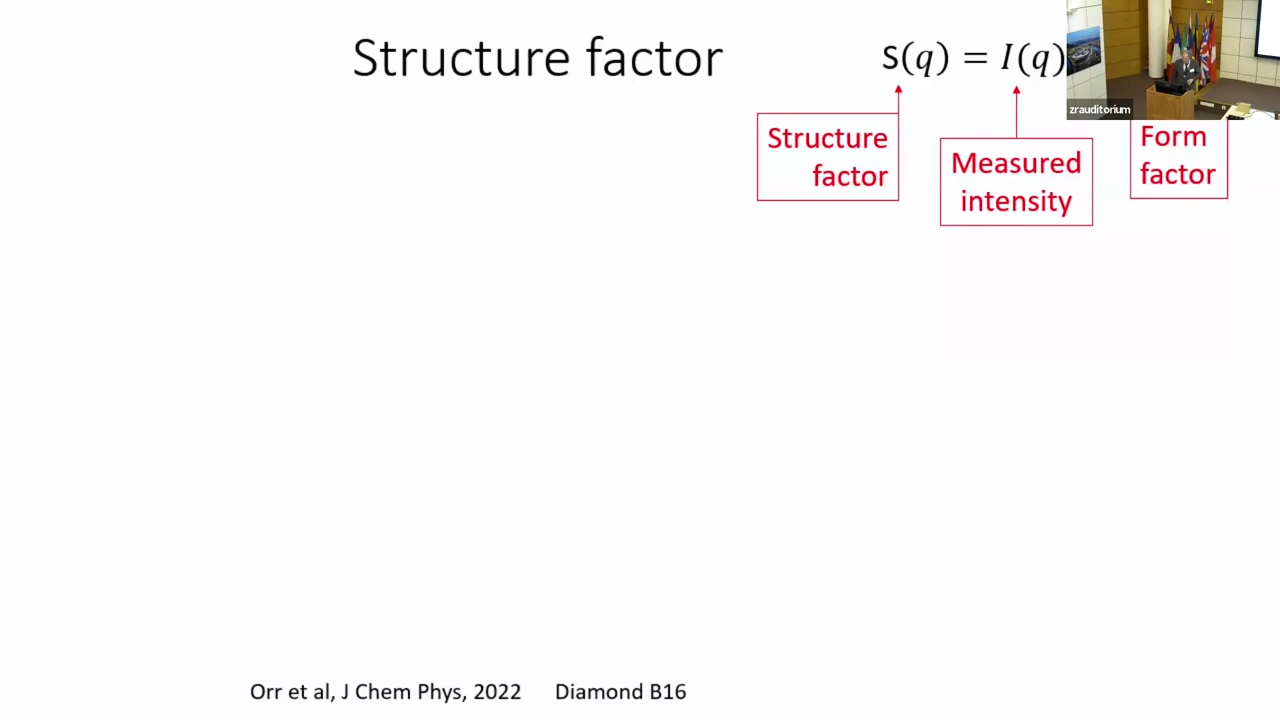 Structure factor
S(q) = I(q)
zrauditorium
Structure
factor
Measured
intensity
Form
factor
Orr et al, J Chem Phys, 2022 Diamond B16